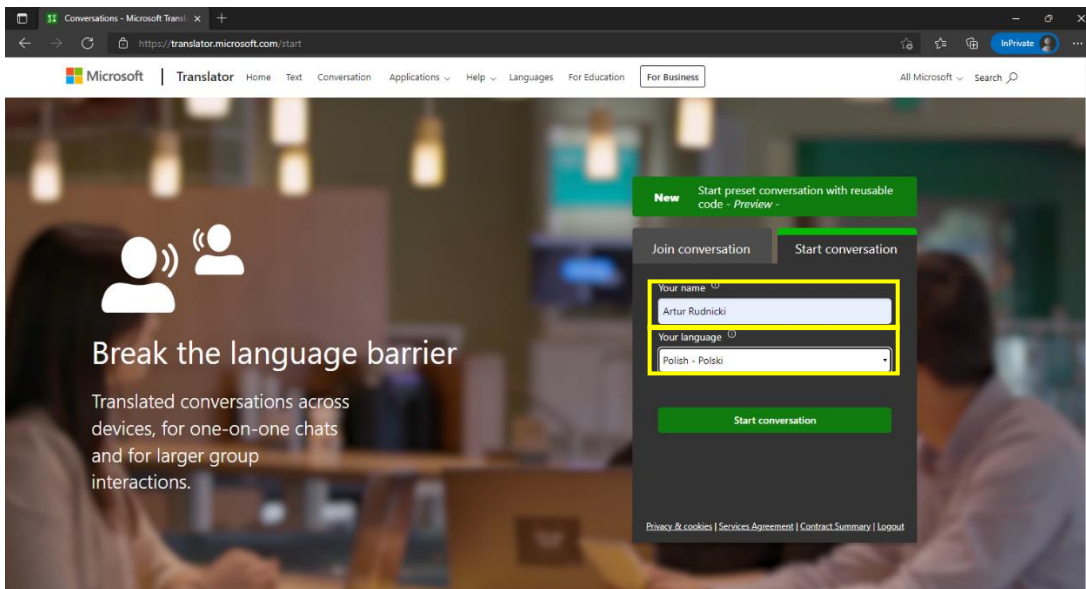 Conversations - Microsoft Transl
https://translator.microsoft.com/start
InPrivate
Microsoft | Translator Home Text Conversation Applications Help Languages For Education For Business All Microsoft Search
New Start preset conversation with reusable
code - Preview -
Join conversation Start conversation
Your name
Artur Rudnicki
Your language
Polish - Polski
Start conversation
Break the language barrier
Translated conversations across
devices, for one-on-one chats
and for larger group
interactions.
Privacy & cookies | Services Agreement | Contract Summary | Logout